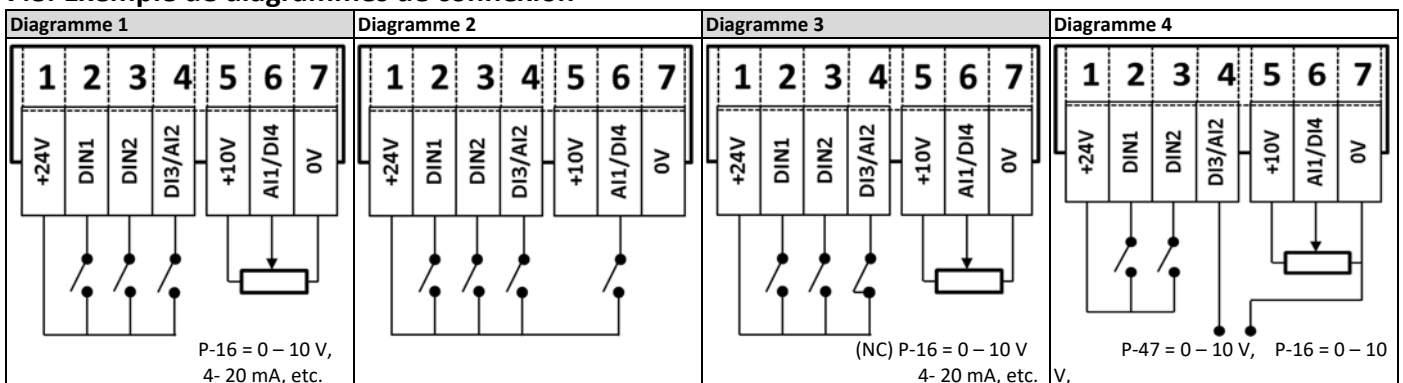 Diagramme 1 Diagramme 2 Diagramme 3 Diagramme 4
1 2 3 4 5 6 7
+24V DIN1 DIN2 DI3/AI2 +10V AI1/DI4 0V
P-16 = 0 – 10 V,
4- 20 mA, etc.
1 2 3 4 5 6 7
+24V DIN1 DIN2 DI3/AI2 +10V AI1/DI4 0V
1 2 3 4 5 6 7
+24V DIN1 DIN2 DI3/AI2 +10V AI1/DI4 0V
(NC) P-16 = 0 – 10 V
4- 20 mA, etc.
1 2 3 4 5 6 7
+24V DIN1 DIN2 DI3/AI2 +10V AI1/DI4 0V
P-47 = 0 – 10 V, P-16 = 0 – 10
V,